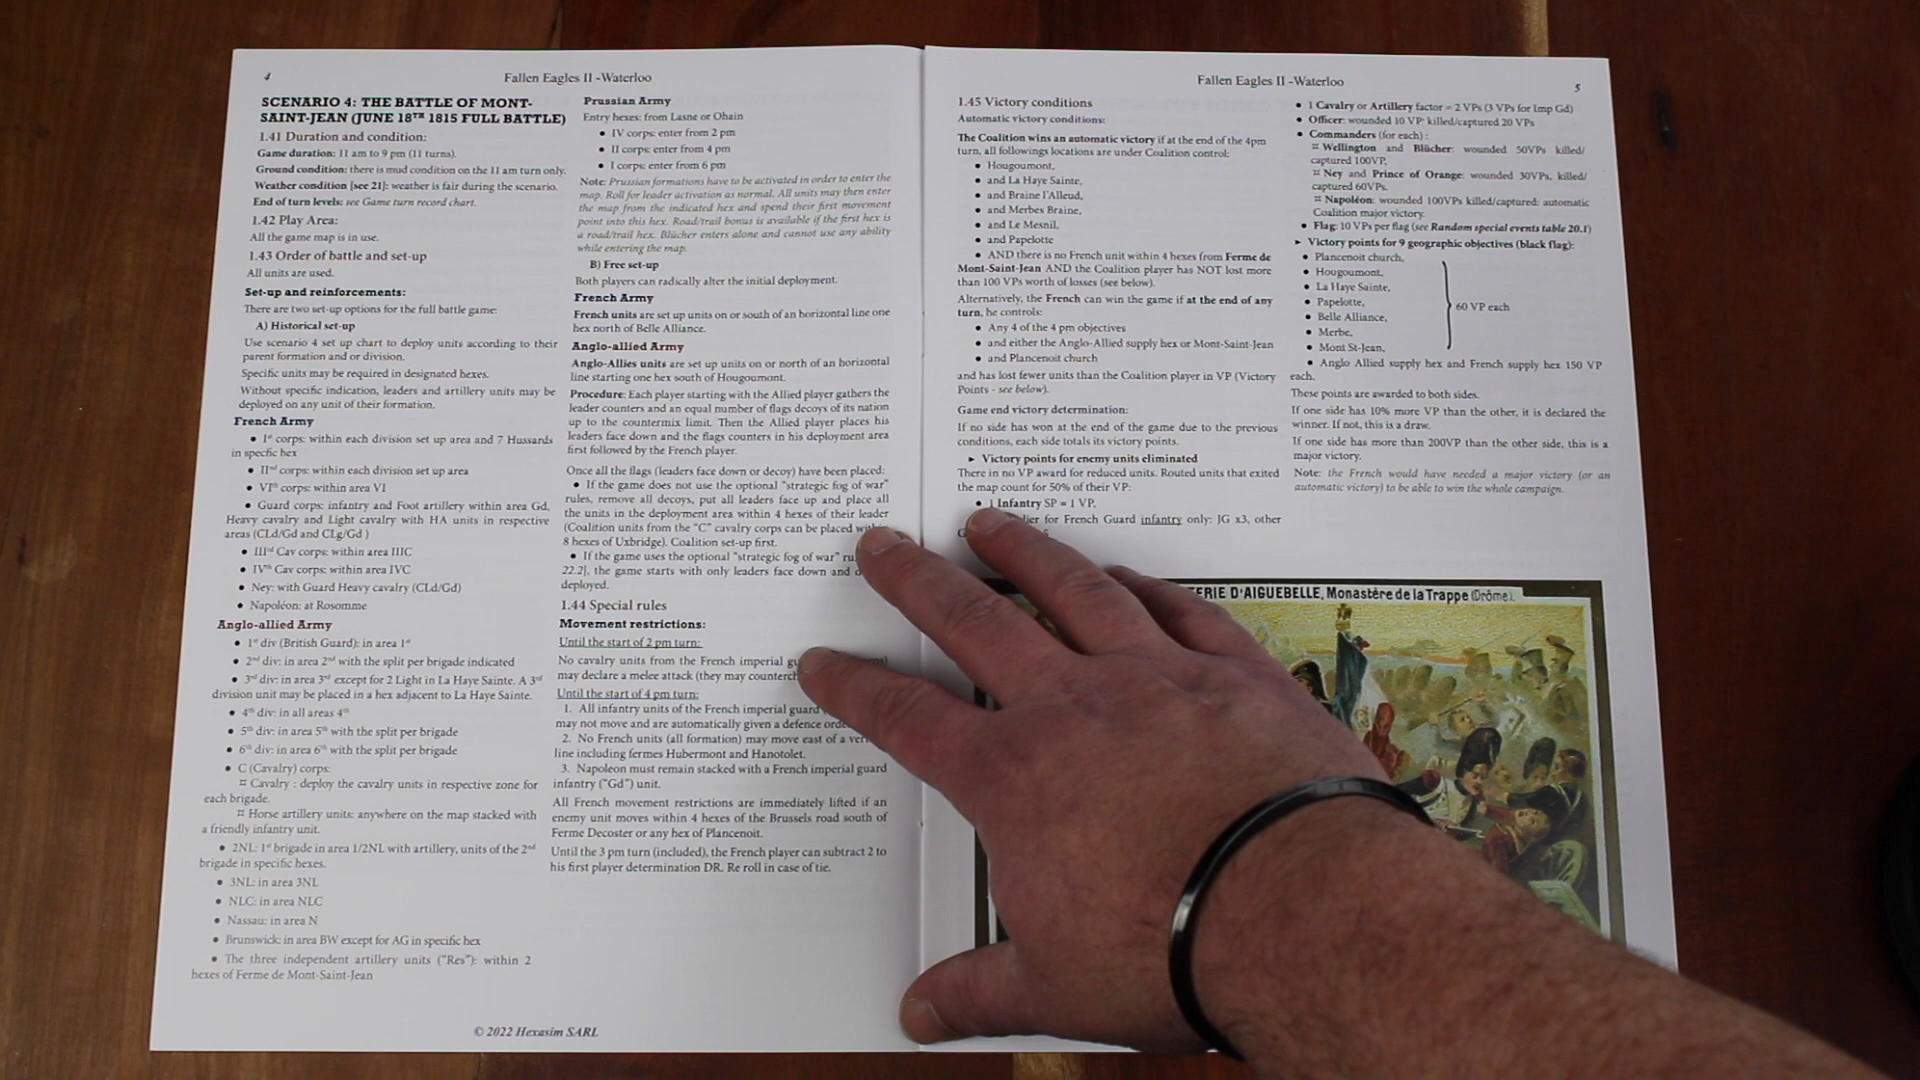 4
Fallen Eagles II -Waterloo
SCENARIO 4: THE BATTLE OF MONT-
SAINT-JEAN (JUNE 18TH 1815 FULL BATTLE)
1.41 Duration and condition:
Game duration: 11 am to 9 pm (11 turns).
Ground condition: there is mud condition on the 11 am turn only.
Weather condition [see 21]: weather is fair during the scenario.
End of turn levels: see Game turn record chart.
1.42 Play Area:
All the game map is in use.
1.43 Order of battle and set-up
All units are used.
Set-up and reinforcements:
There are two set-up options for the full battle game:
A) Historical set-up
Use scenario 4 set up chart to deploy units according to their
parent formation and or division.
Specific units may be required in designated hexes.
Without specific indication, leaders and artillery units may be
deployed on any unit of their formation.
French Army
• Ist corps: within each division set up area and 7 Hussards
in specfic hex
• IInd corps: within each division set up area
• VIth corps: within area VI
• Guard corps: infantry and Foot artillery within area Gd,
Heavy cavalry and Light cavalry with HA units in respective
areas (CLd/Gd and CLg/Gd )
• IIIrd Cav corps: within area IIIC
• IVth Cav corps: within area IVC
• Ney: with Guard Heavy cavalry (CLd/Gd)
• Napoléon: at Rosomme
Anglo-allied Army
• 1st div (British Guard): in area 1st
• 2nd div: in area 2nd with the split per brigade indicated
• 3rd div: in area 3rd except for 2 Light in La Haye Sainte. A 3rd
division unit may be placed in a hex adjacent to La Haye Sainte.
• 4th div: in all areas 4th
• 5th div: in area 5th with the split per brigade
• 6th div: in area 6th with the split per brigade
• C (Cavalry) corps:
¤ Cavalry : deploy the cavalry units in respective zone for
each brigade.
¤ Horse artillery units: anywhere on the map stacked with
a friendly infantry unit.
• 2NL: 1st brigade in area 1/2NL with artillery, units of the 2nd
brigade in specific hexes.
• 3NL: in area 3NL
• NLC: in area NLC
• Nassau: in area N
• Brunswick: in area BW except for AG in specific hex
• The three independent artillery units ("Res"): within 2
hexes of Ferme de Mont-Saint-Jean
Prussian Army
Entry hexes: from Lasne or Ohain
• IV corps: enter from 2 pm
• II corps: enter from 4 pm
• I corps: enter from 6 pm
Note: Prussian formations have to be activated in order to enter the
map. Roll for leader activation as normal. All units may then enter
the map from the indicated hex and spend their first movement
point into this hex. Road/trail bonus is available if the first hex is
a road/trail hex. Blücher enters alone and cannot use any ability
while entering the map.
B) Free set-up
Both players can radically alter the initial deployment.
French Army
French units are set up units on or south of an horizontal line one
hex north of Belle Alliance.
Anglo-allied Army
Anglo-Allies units are set up units on or north of an horizontal
line starting one hex south of Hougoumont.
Procedure: Each player starting with the Allied player gathers the
leader counters and an equal number of flags decoys of its nation
up to the countermix limit. Then the Allied player places his
leaders face down and the flags counters in his deployment area
first followed by the French player.
Once all the flags (leaders face down or decoy) have been placed:
• If the game does not use the optional "strategic fog of war"
rules, remove all decoys, put all leaders face up and place all
the units in the deployment area within 4 hexes of their leader
(Coalition units from the "C" cavalry corps can be placed
8 hexes of Uxbridge). Coalition set-up first.
• If the game uses the optional "strategic fog of war"
22.2], the game starts with only leaders face down and
deployed.
1.44 Special rules
Movement restrictions:
Until the start of 2 pm turn:
No cavalry units from the French imperial
may declare a melee attack (they may
Until the start of 4 pm turn:
1. All infantry units of the French imperial guard
may not move and are automatically given a defence
2. No French units (all formation) may move east of a
line including fermes Hubermont and Hanotolet.
3. Napoleon must remain stacked with a French imperial guard
infantry ("Gd") unit.
All French movement restrictions are immediately lifted if an
enemy unit moves within 4 hexes of the Brussels road south of
Ferme Decoster or any hex of Plancenoit.
Until the 3 pm turn (included), the French player can subtract 2 to
his first player determination DR. Re roll in case of tie.
© 2022 Hexasim SARL
Fallen Eagles II -Waterloo
5
1.45 Victory conditions
Automatic victory conditions:
The Coalition wins an automatic victory if at the end of the 4pm
turn, all followings locations are under Coalition control:
• Hougoumont,
• and La Haye Sainte,
• and Braine l'Alleud,
• and Merbes Braine,
• and Le Mesnil,
• and Papelotte
• AND there is no French unit within 4 hexes from Ferme de
Mont-Saint-Jean AND the Coalition player has NOT lost more
than 100 VPs worth of losses (see below).
Alternatively, the French can win the game if at the end of any
turn, he controls:
• Any 4 of the 4 pm objectives
• and either the Anglo-Allied supply hex or Mont-Saint-Jean
• and Plancenoit church
and has lost fewer units than the Coalition player in VP (Victory
Points - see below).
Game end victory determination:
If no side has won at the end of the game due to the previous
conditions, each side totals its victory points.
► Victory points for enemy units eliminated
There in no VP award for reduced units. Routed units that exited
the map count for 50% of their VP:
• 1 Infantry SP = 1 VP,
for French Guard infantry only: JG x3, other
• 1 Cavalry or Artillery factor = 2 VPs (3 VPs for Imp Gd)
• Officer: wounded 10 VP: killed/captured 20 VPs
• Commanders (for each) :
¤ Wellington and Blücher: wounded 50VPs killed/
captured 100VP,
¤ Ney and Prince of Orange: wounded 30VPs, killed/
captured 60VPs.
¤ Napoléon: wounded 100VPs killed/captured: automatic
Coalition major victory.
• Flag: 10 VPs per flag (see Random special events table 20.1)
► Victory points for 9 geographic objectives (black flag):
• Plancenoit church,
• Hougoumont,
• La Haye Sainte,
• Papelotte,
• Belle Alliance,
• Merbe,
• Mont St-Jean,
60 VP each
• Anglo Allied supply hex and French supply hex 150 VP
each.
These points are awarded to both sides.
If one side has 10% more VP than the other, it is declared the
winner. If not, this is a draw.
If one side has more than 200VP than the other side, this is a
major victory.
Note: the French would have needed a major victory (or an
automatic victory) to be able to win the whole campaign.
D'AIGUEBELLE, Monastère de la Trappe (Drôme).